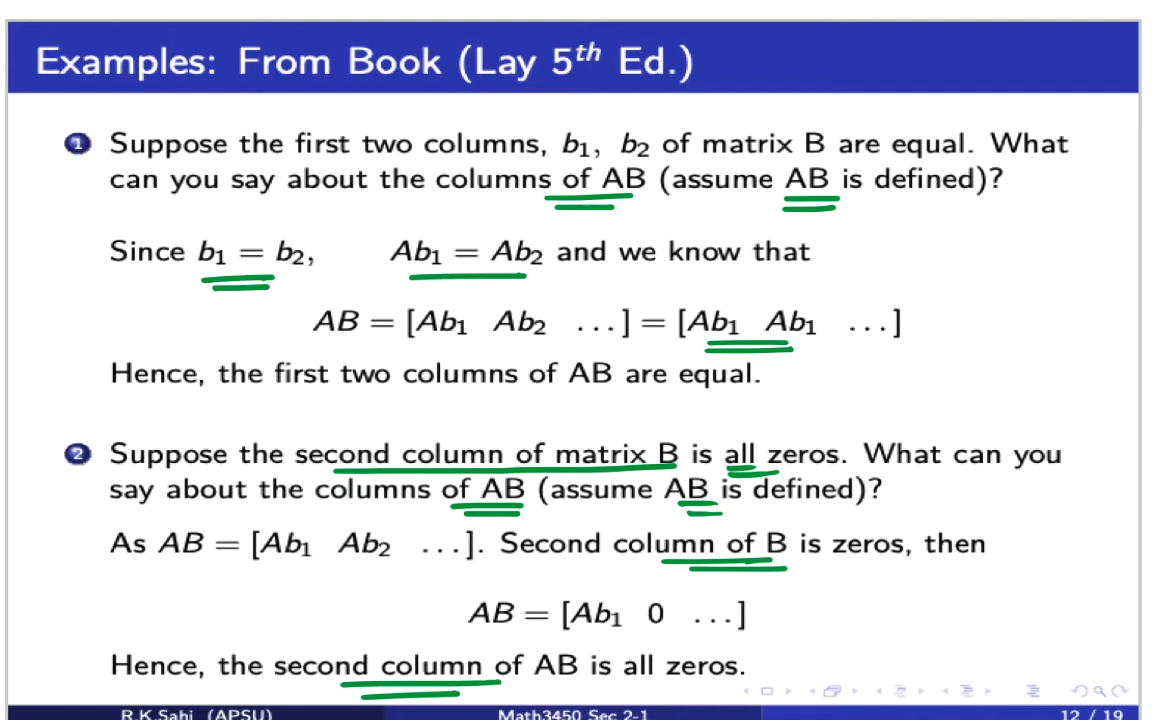 Examples: From Book (Lay 5th Ed.)
1 Suppose the first two columns, b₁, b₂ of matrix B are equal. What
can you say about the columns of AB (assume AB is defined)?
Since b₁ = b₂, Ab₁ = Ab₂ and we know that
AB = [Ab₁ Ab₂ ...] = [Ab₁ Ab₁ ...]
Hence, the first two columns of AB are equal.
2 Suppose the second column of matrix B is all zeros. What can you
say about the columns of AB (assume AB is defined)?
As AB = [Ab₁ Ab₂ ...]. Second column of B is zeros, then
AB = [Ab₁ 0 ...]
Hence, the second column of AB is all zeros.
R.K.Sahi (APSU) Math3450 Sec 2-1 12 / 19